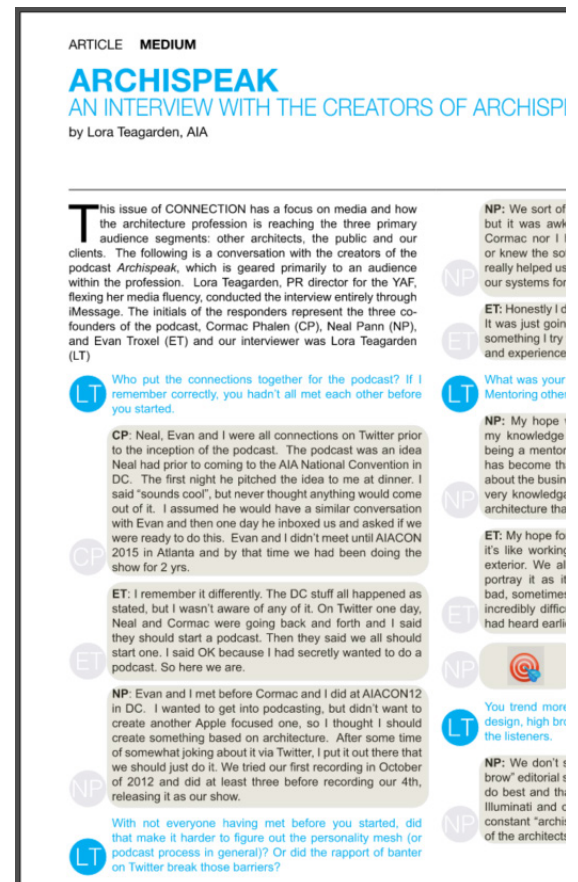 ARTICLE MEDIUM
ARCHISPEAK
AN INTERVIEW WITH THE CREATORS OF
by Lora Teagarden, AIA
This issue of CONNECTION has a focus on media and how
the architecture profession is reaching the three primary
audience segments: other architects, the public and our
clients. The following is a conversation with the creators of the
podcast Archispeak, which is geared primarily to an audience
within the profession. Lora Teagarden, PR director for the YAF,
flexing her media fluency, conducted the interview entirely through
iMessage. The initials of the responders represent the three co-
founders of the podcast, Cormac Phalen (CP), Neal Pann (NP),
and Evan Troxel (ET) and our interviewer was Lora Teagarden
(LT)
LT
Who put the connections together for the podcast? If I
remember correctly, you hadn't all met each other before
you started.
CP: Neal, Evan and I were all connections on Twitter prior
to the inception of the podcast. The podcast was an idea
Neal had prior to coming to the AIA National Convention in
DC. The first night he pitched the idea to me at dinner. I
said "sounds cool", but never thought anything would come
out of it. I assumed he would have a similar conversation
with Evan and then one day he inboxed us and asked if we
were ready to do this. Evan and I didn't meet until AIACON
2015 in Atlanta and by that time we had been doing the
show for 2 yrs.
CP
ET: I remember it differently. The DC stuff all happened as
stated, but I wasn't aware of any of it. On Twitter one day,
Neal and Cormac were going back and forth and I said
they should start a podcast. Then they said we all should
start one. I said OK because I had secretly wanted to do a
podcast. So here we are.
ET
NP: Evan and I met before Cormac and I did at AIACON12
in DC. I wanted to get into podcasting, but didn't want to
create another Apple focused one, so I thought I should
create something based on architecture. After some time
of somewhat joking about it via Twitter, I put it out there that
we should just do it. We tried our first recording in October
of 2012 and did at least three before recording our 4th,
releasing it as our show.
NP
With not everyone having met before you started, did
that make it harder to figure out the personality mesh (or
podcast process in general)? Or did the rapport of banter
on Twitter break those barriers?
LT
NP: We sort of
but it was
Cormac nor I
or knew the
really helped us
our systems for
NP
ET: Honestly I
It was just
something I try
and experience
ET
What was your
Mentoring
LT
NP: My hope
my knowledge
being a mentor
has become
about the
very
architecture
NP
ET: My hope for
it's like working
exterior. We
portray it as it
bad, sometimes
incredibly
had heard
ET
NP
You trend more
design, high
the listeners.
LT
NP: We don't
brow" editorial
do best and
Illuminati and
constant
of the
NP